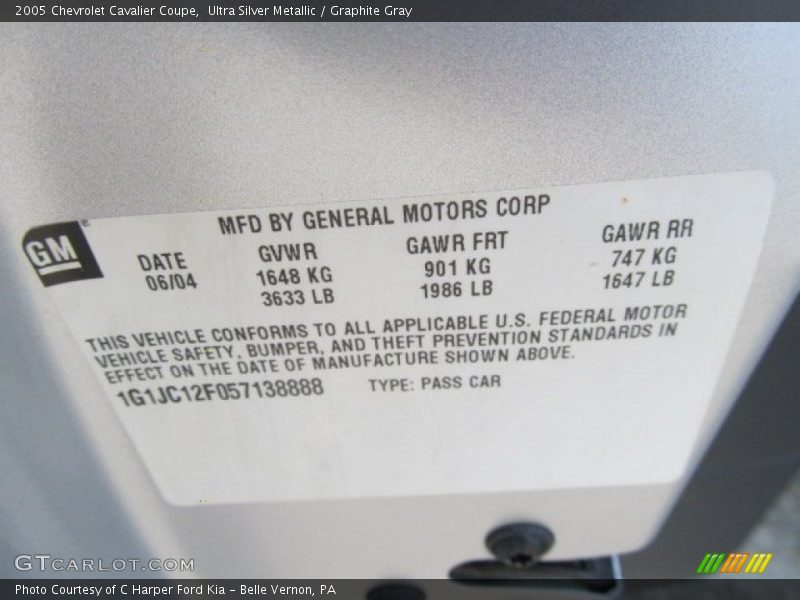 2005 Chevrolet Cavalier Coupe,  Ultra Silver Metallic / Graphite Gray
MFD BY GENERAL MOTORS CORP
GM
DATE GVWR GAWR FRT GAWR RR
06/04 1648 KG 901 KG 747 KG
3633 LB 1986 LB 1647 LB
THIS VEHICLE CONFORMS TO ALL APPLICABLE U.S. FEDERAL MOTOR
VEHICLE SAFETY, BUMPER, AND THEFT PREVENTION STANDARDS IN
EFFECT ON THE DATE OF MANUFACTURE SHOWN ABOVE.
1G1JC12F057138888 TYPE: PASS CAR
GTCARLOT.COM
Photo Courtesy of C Harper Ford Kia – Belle Vernon, PA